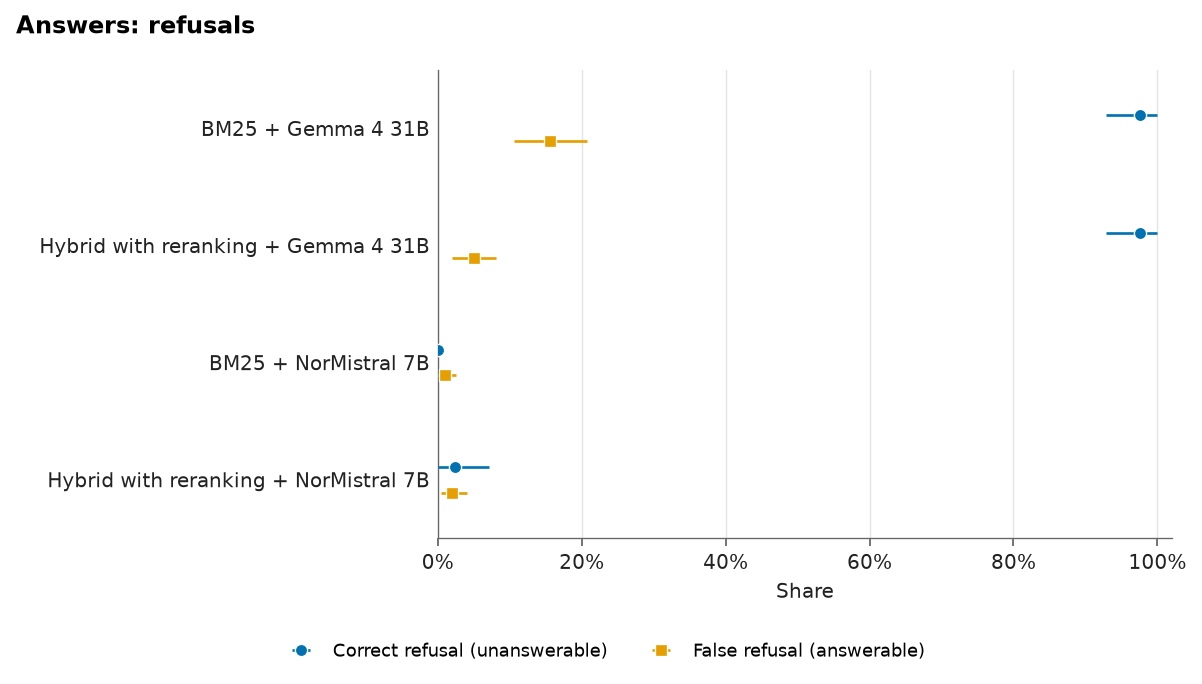 Answers: refusals
BM25 + Gemma 4 31B
Hybrid with reranking + Gemma 4 31B
BM25 + NorMistral 7B
Hybrid with reranking + NorMistral 7B
0% 20% 40% 60% 80% 100%
Share
Correct refusal (unanswerable) False refusal (answerable)